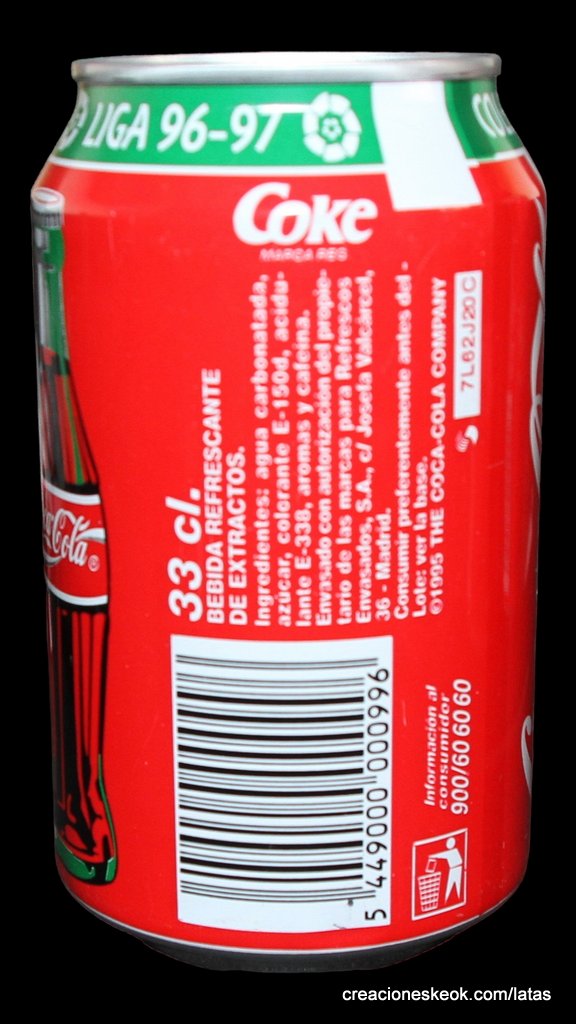 LIGA 96-97
COL
Coke
MARCA REG
33 cl.
BEBIDA REFRESCANTE
DE EXTRACTOS.
Ingredientes: agua carbonatada,
azúcar, colorante E-150d, acidu-
lante E-338, aromas y cafeína.
Envasado con autorización del propie-
tario de las marcas para Refrescos
Envasados, S.A., c/ Josefa Valcárcel,
36 - Madrid.
Consumir preferentemente antes del -
Lote: ver la base.
©1995 THE COCA-COLA COMPANY
7L62J20C
Coca-Cola®
5 449000 000996
Información al
consumidor
900/60 60 60
creacioneskeok.com/latas